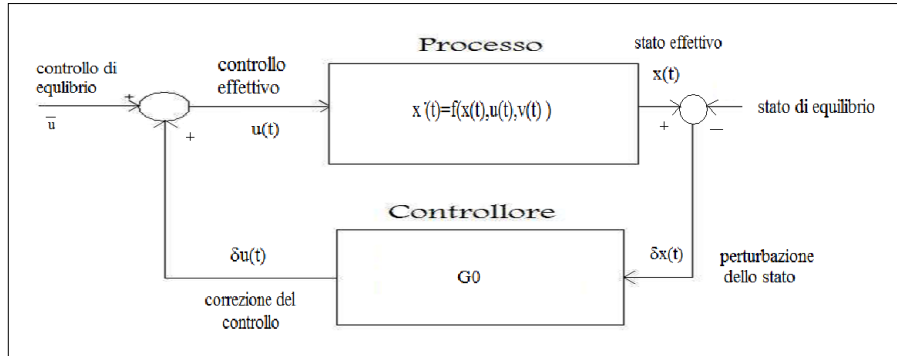 Processo
stato effettivo
controllo di
equlibrio
controllo
effettivo
x(t)
+
u̅
u(t)
x'(t)=f(x(t),u(t),v(t) )
+
−
stato di equilibrio
+
Controllore
δu(t)
G0
δx(t)
perturbazione
dello stato
correzione del
controllo